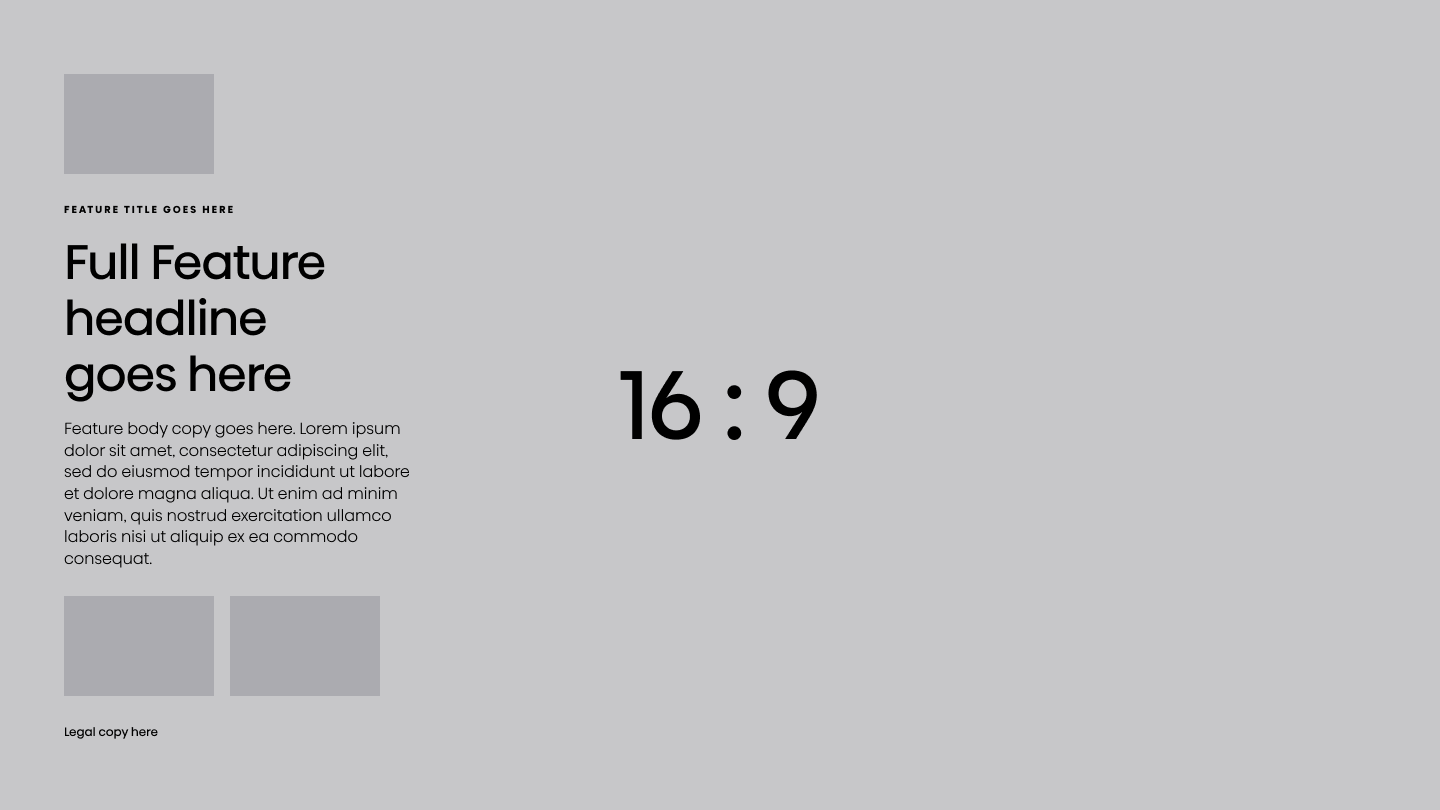 FEATURE TITLE GOES HERE
Full Feature
headline
goes here
Feature body copy goes here. Lorem ipsum
dolor sit amet, consectetur adipiscing elit,
sed do eiusmod tempor incididunt ut labore
et dolore magna aliqua. Ut enim ad minim
veniam, quis nostrud exercitation ullamco
laboris nisi ut aliquip ex ea commodo
consequat.
Legal copy here
16 : 9